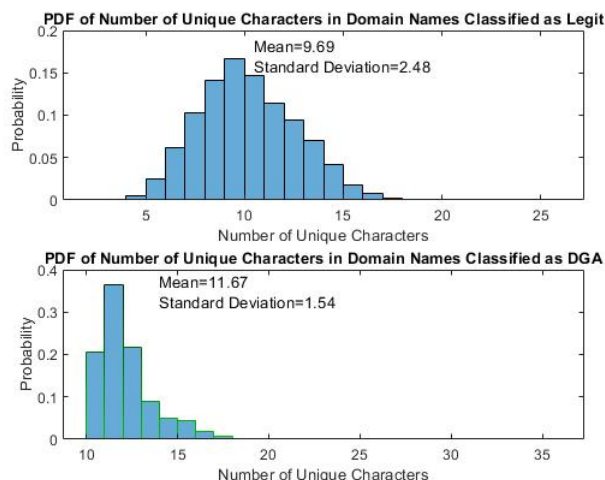 PDF of Number of Unique Characters in Domain Names Classified as Legit
0.2
Mean=9.69
0.15
Standard Deviation=2.48
0.1
0.05
0
Probability
5
10
15
20
25
Number of Unique Characters
PDF of Number of Unique Characters in Domain Names Classified as DGA
0.4
Mean=11.67
Standard Deviation=1.54
0.3
0.2
0.1
0
Probability
10
15
20
25
30
35
Number of Unique Characters